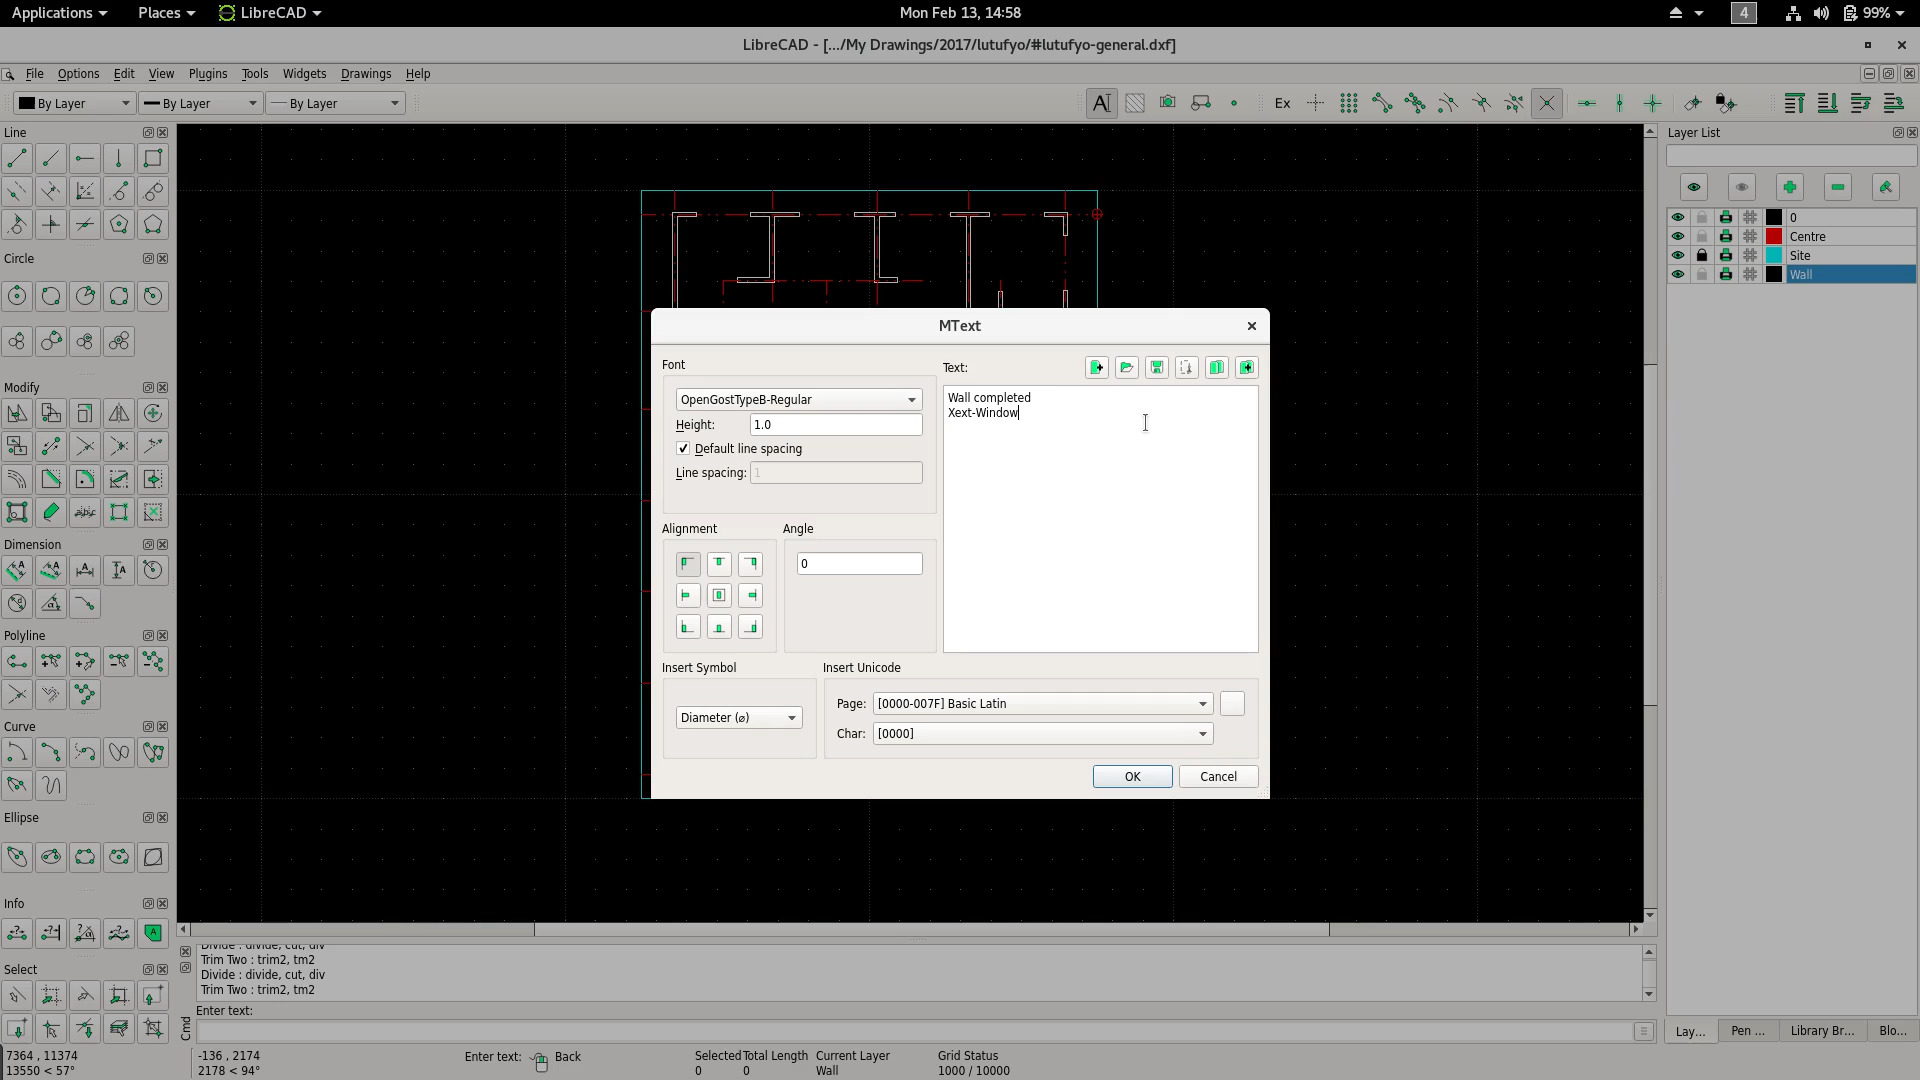 Applications
Places
LibreCAD
Mon Feb 13, 14:58
4
99%
LibreCAD - [.../My Drawings/2017/lutufyo/#lutufyo-general.dxf]
File
Options
Edit
View
Plugins
Tools
Widgets
Drawings
Help
By Layer
By Layer
By Layer
Ex
Line
Circle
Modify
Dimension
Polyline
Curve
Ellipse
Info
Select
Layer List
0
Centre
Site
Wall
MText
Font
OpenGostTypeB-Regular
Height:
1.0
Default line spacing
Line spacing:
1
Alignment
Angle
0
Text:
Wall completed
Xext-Window
Insert Symbol
Diameter (⌀)
Insert Unicode
Page:
[0000-007F] Basic Latin
Char:
[0000]
OK
Cancel
Divide : divide, cut, div
Trim Two : trim2, tm2
Divide : divide, cut, div
Trim Two : trim2, tm2
Enter text:
Cmd
Lay...
Pen ...
Library Br...
Blo...
7364 , 11374
13550 < 57°
-136 , 2174
2178 < 94°
Enter text:
Back
Selected
0
Total Length
0
Current Layer
Wall
Grid Status
1000 / 10000